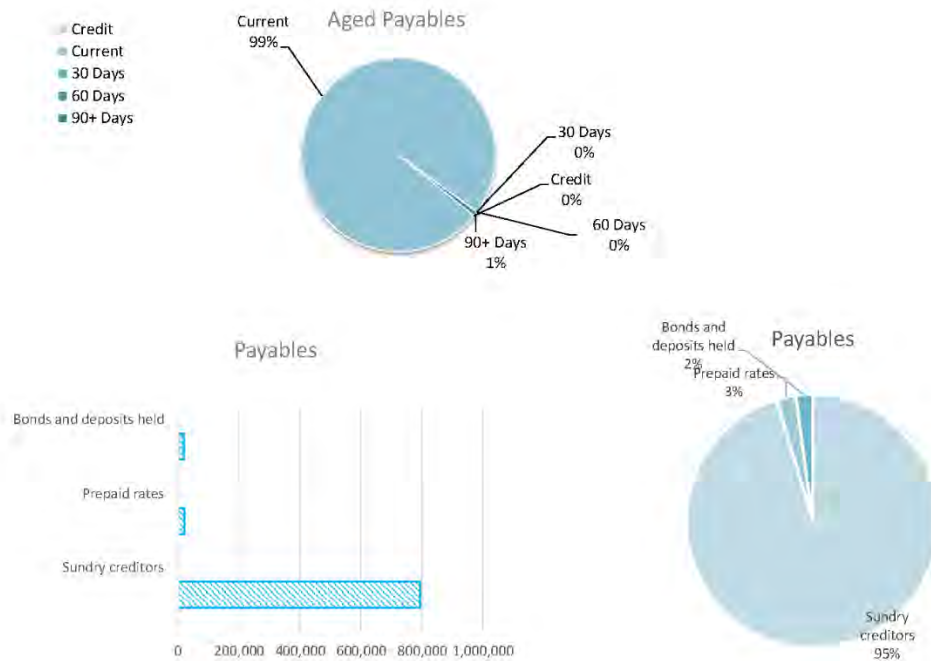 Aged Payables
Credit
Current
30 Days
60 Days
90+ Days
Current
99%
30 Days
0%
Credit
0%
60 Days
0%
90+ Days
1%
Payables
Bonds and deposits held
Prepaid rates
Sundry creditors
0 200,000 400,000 600,000 800,000 1,000,000
Payables
Bonds and
deposits held
2%
Prepaid rates
3%
Sundry
creditors
95%